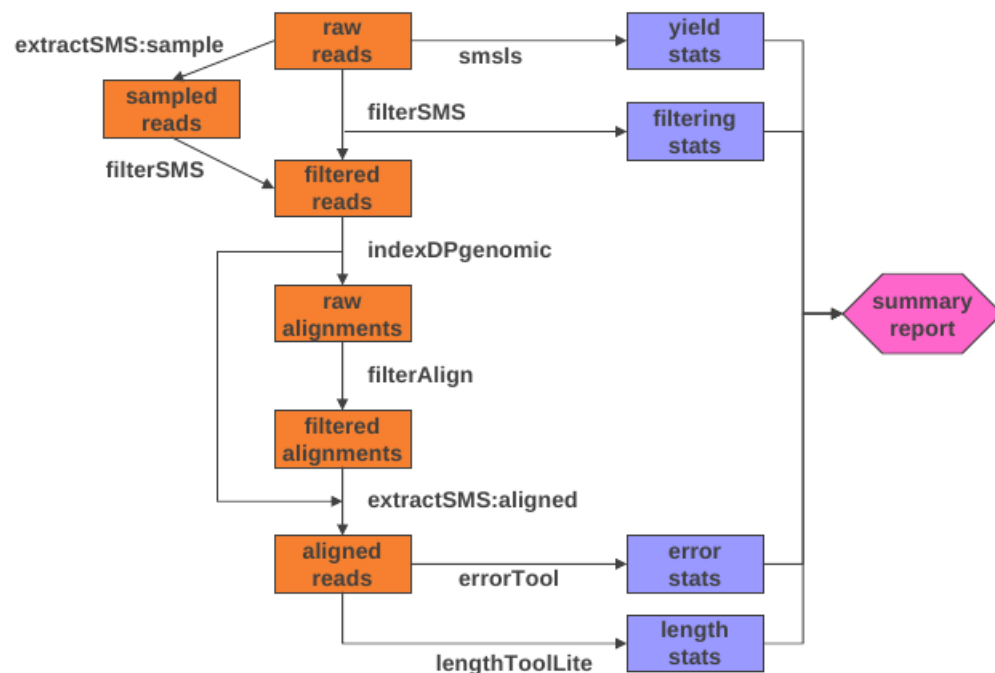 raw
reads
extractSMS:sample
smsls
yield
stats
sampled
reads
filterSMS
filtering
stats
filterSMS
filtered
reads
indexDPgenomic
raw
alignments
summary
report
filterAlign
filtered
alignments
extractSMS:aligned
aligned
reads
errorTool
error
stats
lengthToolLite
length
stats